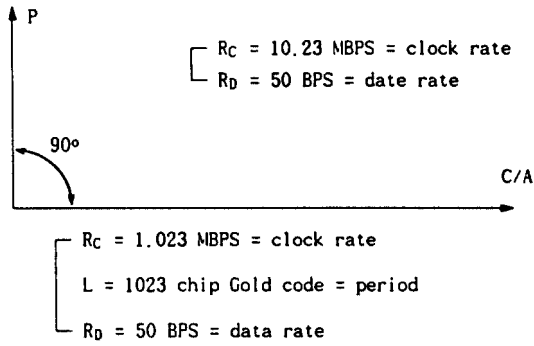 P
Rc = 10.23 MBPS = clock rate
RD = 50 BPS = date rate
90º
C/A
Rc = 1.023 MBPS = clock rate
L = 1023 chip Gold code = period
RD = 50 BPS = data rate